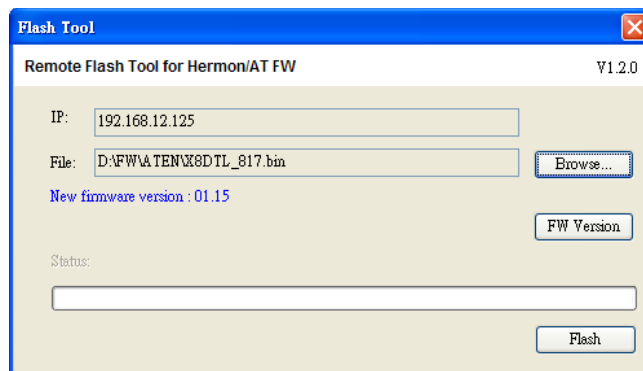 Flash Tool
Remote Flash Tool for Hermon/AT FW V1.2.0
IP: 192.168.12.125
File: D:\FW\ATEN\X8DTL_817.bin Browse...
New firmware version : 01.15
FW Version
Status:
Flash